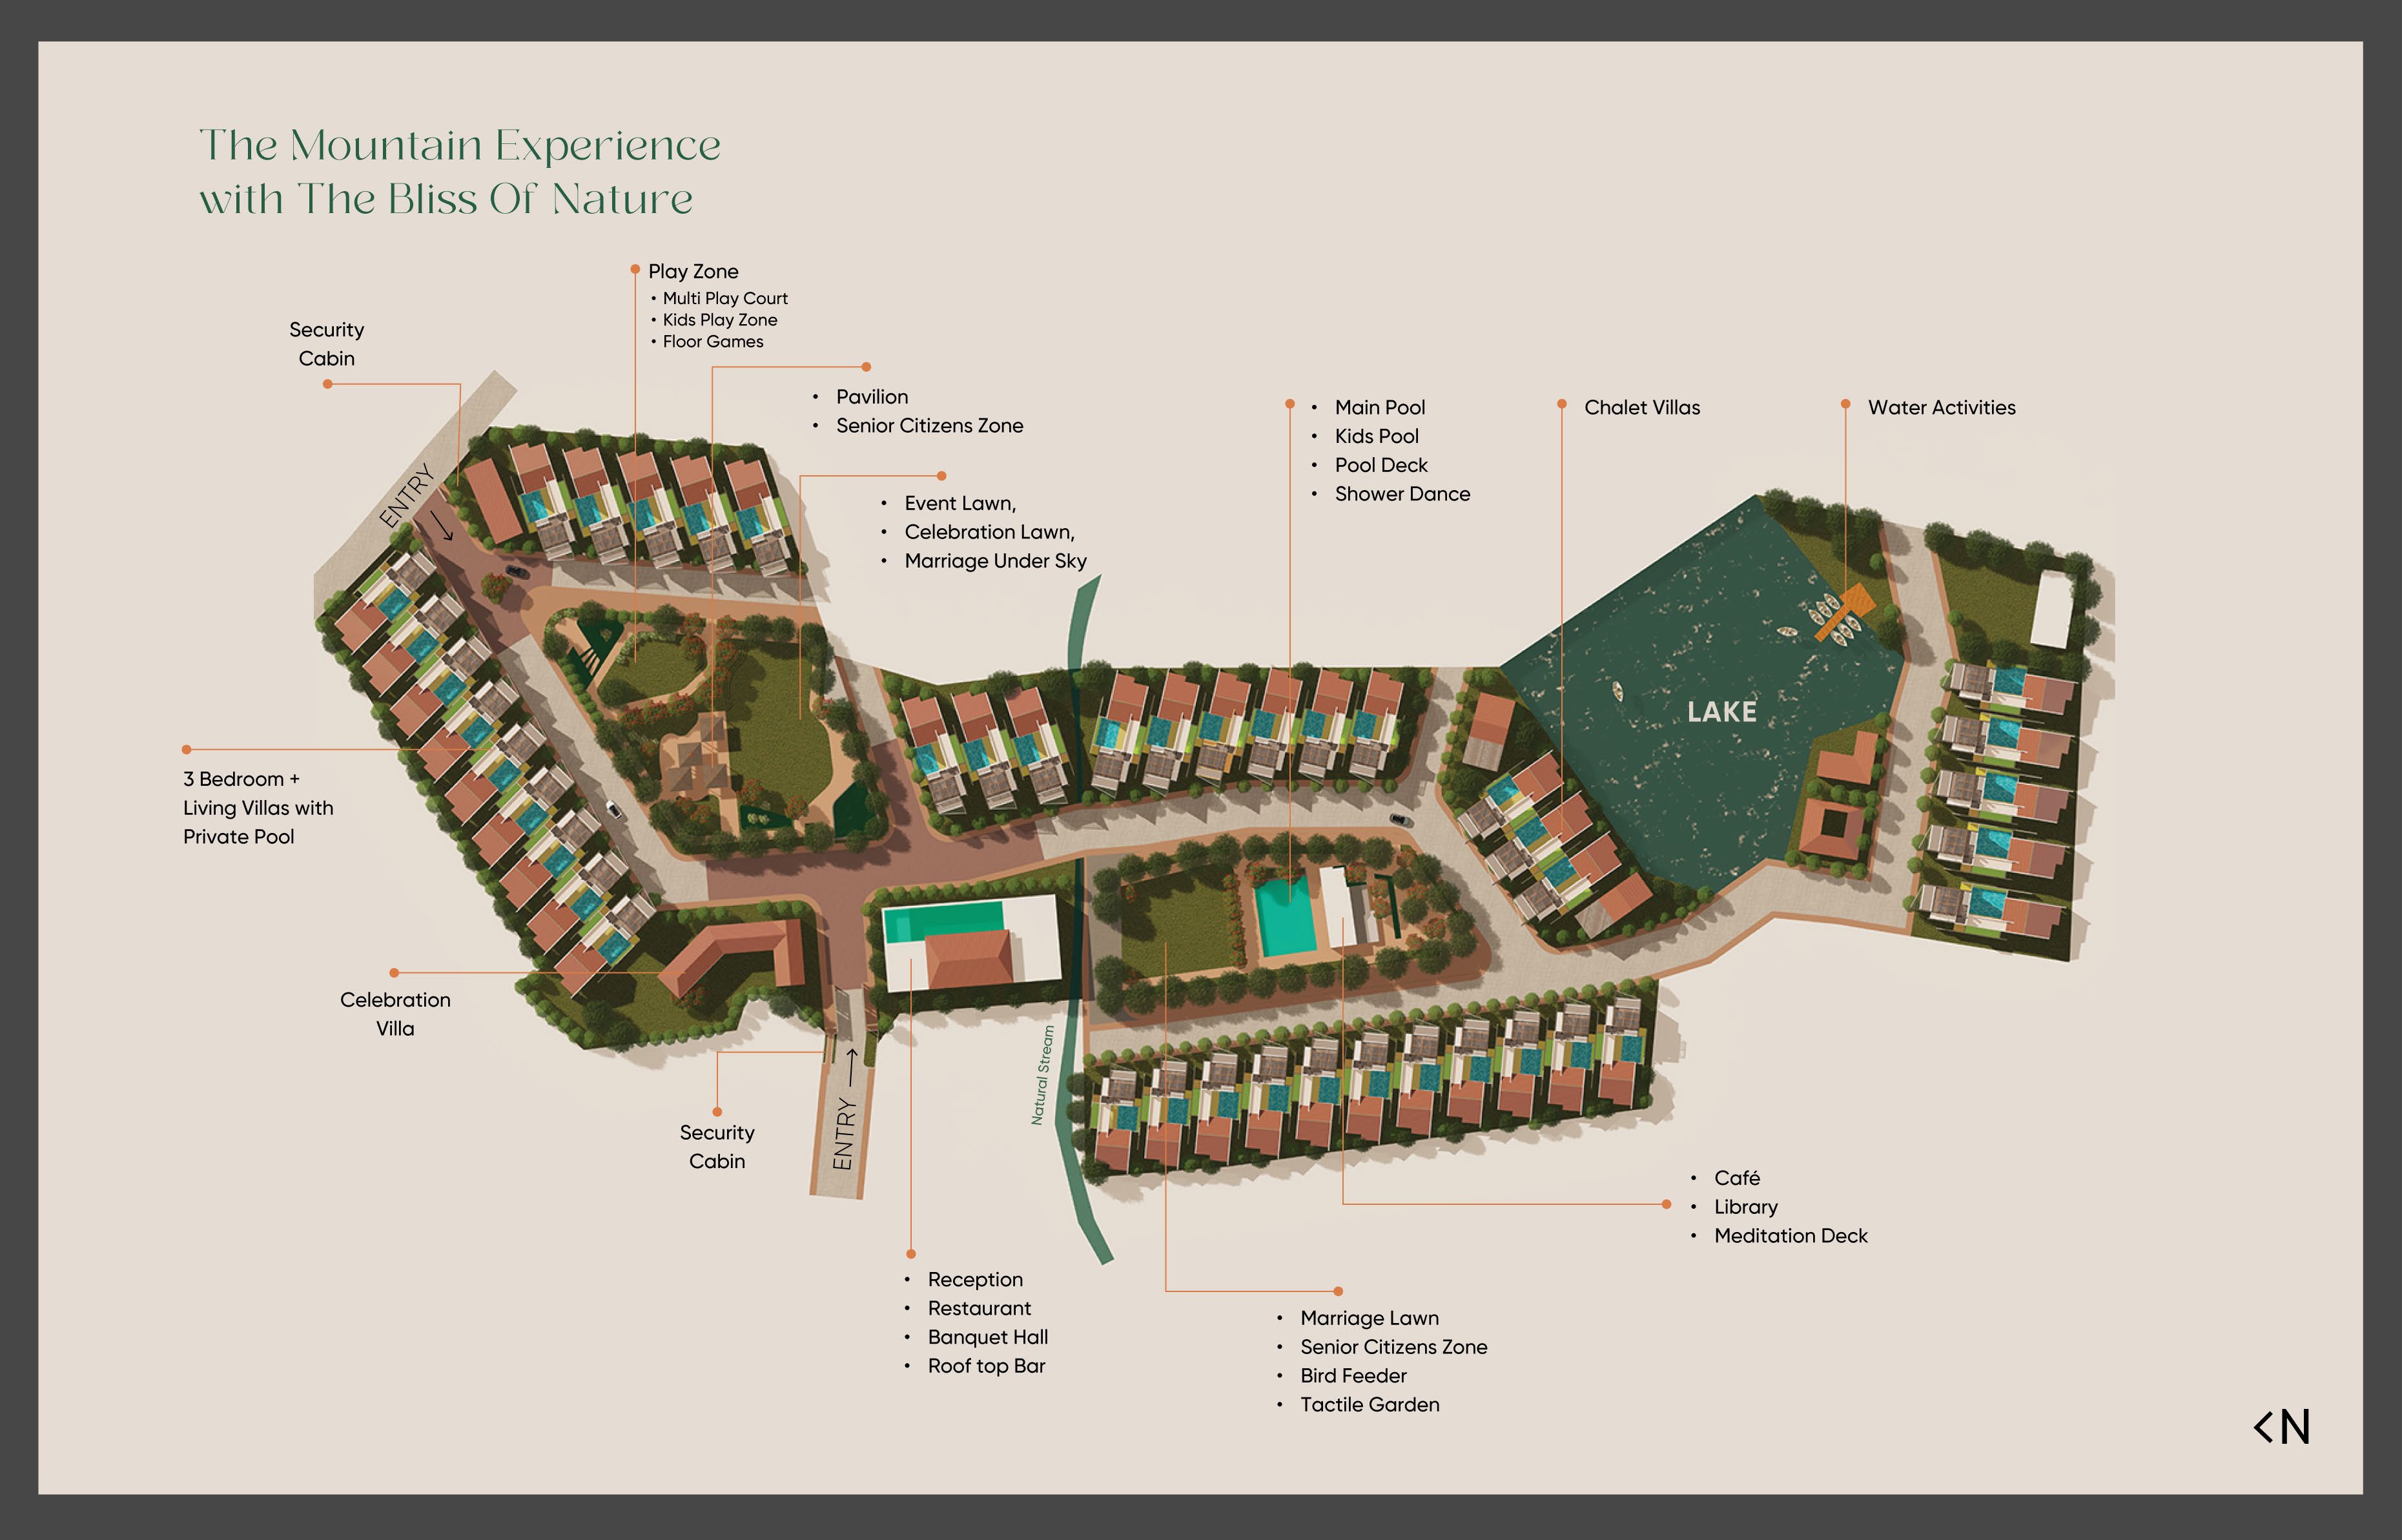 The Mountain Experience
with The Bliss Of Nature
Play Zone
• Multi Play Court
• Kids Play Zone
• Floor Games
Security
Cabin
• Pavilion
• Senior Citizens Zone
• Main Pool
• Kids Pool
• Pool Deck
• Shower Dance
Chalet Villas
Water Activities
ENTRY
• Event Lawn,
• Celebration Lawn,
• Marriage Under Sky
LAKE
3 Bedroom +
Living Villas with
Private Pool
Celebration
Villa
Natural Stream
Security
Cabin
ENTRY
• Café
• Library
• Meditation Deck
• Reception
• Restaurant
• Banquet Hall
• Roof top Bar
• Marriage Lawn
• Senior Citizens Zone
• Bird Feeder
• Tactile Garden
<N